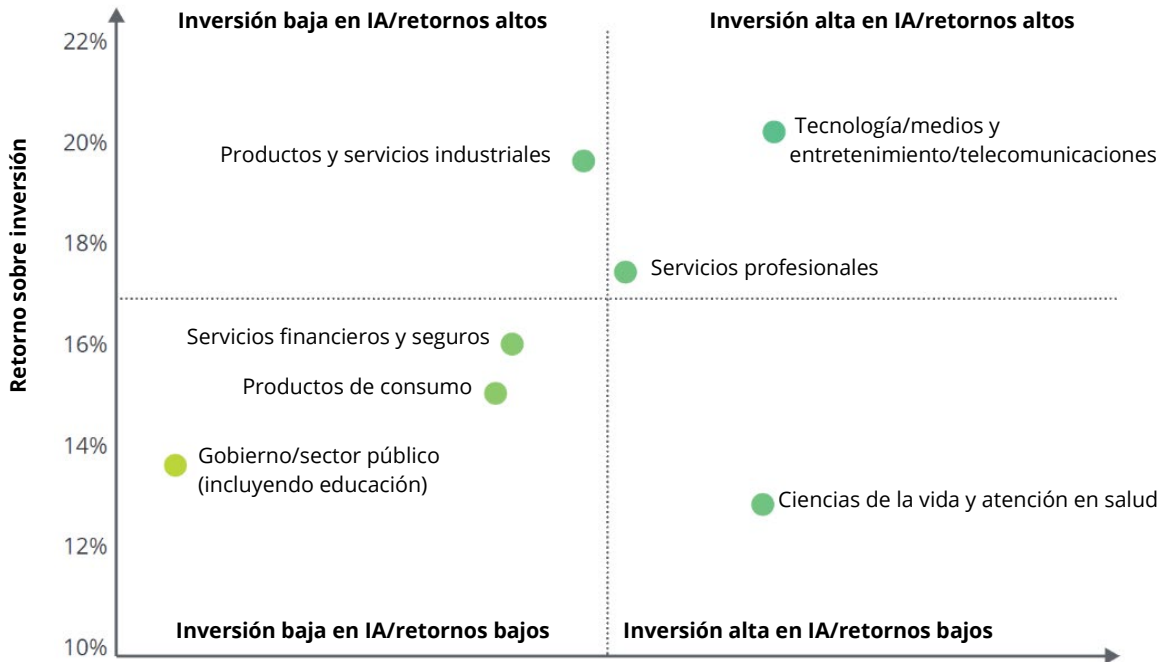 Inversión baja en IA/retornos altos
Inversión alta en IA/retornos altos
22%
20%
18%
16%
14%
12%
10%
Retorno sobre inversión
Tecnología/medios y
entretenimiento/telecomunicaciones
Productos y servicios industriales
Servicios profesionales
Servicios financieros y seguros
Productos de consumo
Gobierno/sector público
(incluyendo educación)
Ciencias de la vida y atención en salud
Inversión baja en IA/retornos bajos
Inversión alta en IA/retornos bajos